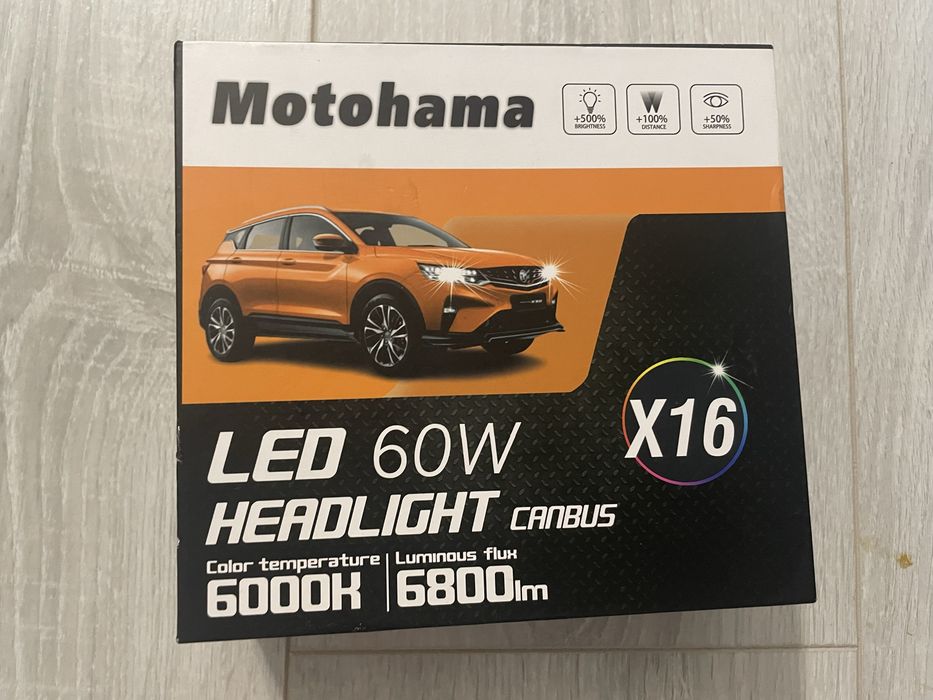 Motohama
+500%
BRIGHTNESS
+100%
DISTANCE
+50%
SHARPNESS
X16
LED 60W
HEADLIGHT CANBUS
Color temperature
6000K
Luminous flux
6800lm